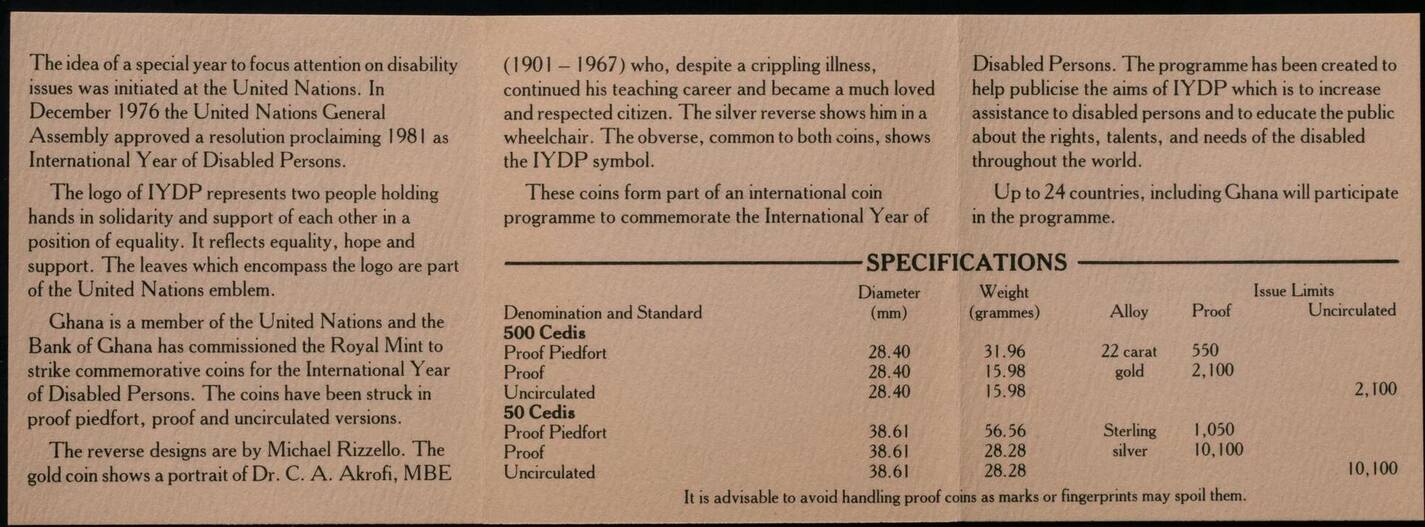 The idea of a special year to focus attention on disability
issues was initiated at the United Nations. In
December 1976 the United Nations General
Assembly approved a resolution proclaiming 1981 as
International Year of Disabled Persons.
The logo of IYDP represents two people holding
hands in solidarity and support of each other in a
position of equality. It reflects equality, hope and
support. The leaves which encompass the logo are part
of the United Nations emblem.
Ghana is a member of the United Nations and the
Bank of Ghana has commissioned the Royal Mint to
strike commemorative coins for the International Year
of Disabled Persons. The coins have been struck in
proof piedfort, proof and uncirculated versions.
The reverse designs are by Michael Rizzello. The
gold coin shows a portrait of Dr. C. A. Akrofi, MBE
(1901 – 1967) who, despite a crippling illness,
continued his teaching career and became a much loved
and respected citizen. The silver reverse shows him in a
wheelchair. The obverse, common to both coins, shows
the IYDP symbol.
These coins form part of an international coin
programme to commemorate the International Year of
Disabled Persons. The programme has been created to
help publicise the aims of IYDP which is to increase
assistance to disabled persons and to educate the public
about the rights, talents, and needs of the disabled
throughout the world.
Up to 24 countries, including Ghana will participate
in the programme.
SPECIFICATIONS
Diameter Weight Issue Limits
Denomination and Standard (mm) (grammes) Alloy Proof Uncirculated
500 Cedis
Proof Piedfort 28.40 31.96 22 carat 550
Proof 28.40 15.98 gold 2,100
Uncirculated 28.40 15.98 2,100
50 Cedis
Proof Piedfort 38.61 56.56 Sterling 1,050
Proof 38.61 28.28 silver 10,100
Uncirculated 38.61 28.28 10,100
It is advisable to avoid handling proof coins as marks or fingerprints may spoil them.